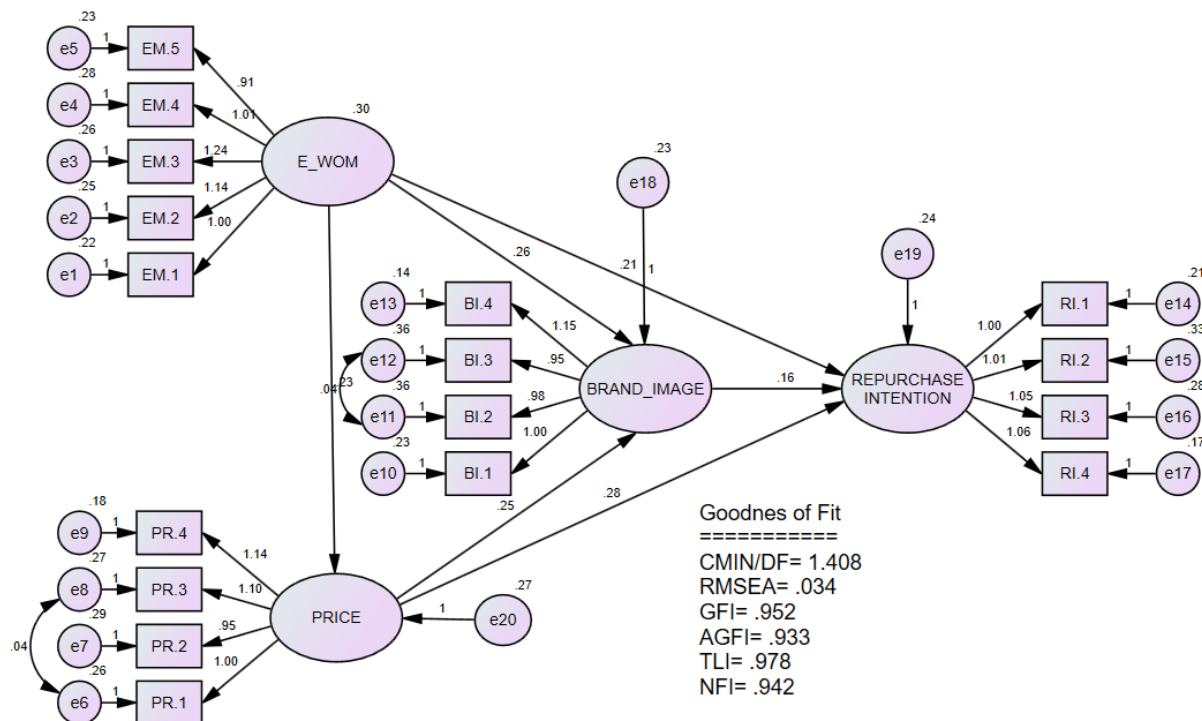 .23
e5 1 EM.5
.28
.91
e4 1 EM.4
.26
1.01
.30
e3 1 EM.3
1.24
E_WOM
.25
e2 1 EM.2
1.14
.22
1.00
e1 1 EM.1
.23
e18
1
.24
e19
1
.26
.21
.14
e13 1 BI.4
1.15
.36
e12 1 BI.3
.95
.04
.23
.36
e11 1 BI.2
.98
.23
1.00
e10 1 BI.1
BRAND_IMAGE
.16
REPURCHASE
INTENTION
.21
RI.1 1 e14
1.00
.33
RI.2 1 e15
1.01
.28
RI.3 1 e16
1.05
.17
RI.4 1 e17
1.06
.25
.28
.18
e9 1 PR.4
1.14
.27
e8 1 PR.3
1.10
.29
e7 1 PR.2
.95
.04
.26
1.00
e6 1 PR.1
PRICE
1
.27
e20
Goodnes of Fit
===========
CMIN/DF= 1.408
RMSEA= .034
GFI= .952
AGFI= .933
TLI= .978
NFI= .942